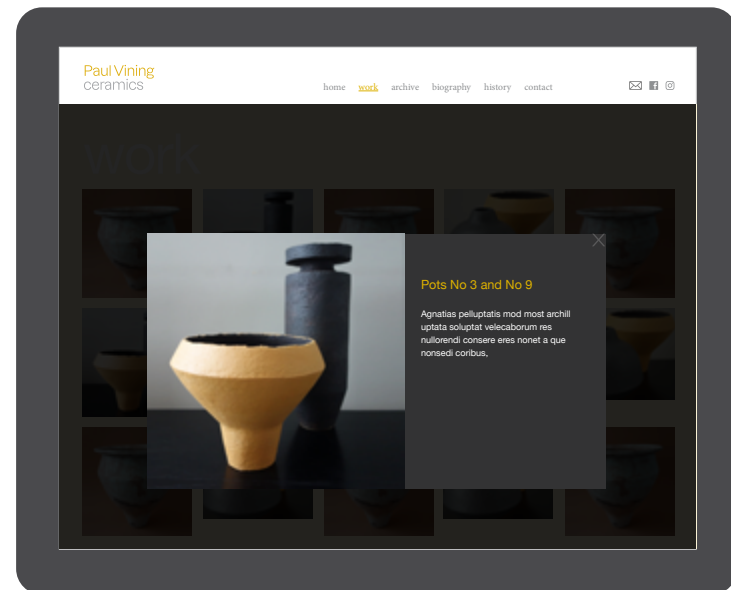 Paul Vining
ceramics
home work archive biography history contact
work
Pots No 3 and No 9
Agnatias pelluptatis mod most archill
uptata soluptat velecaborum res
nullorendi consere eres nonet a que
nonsedi coribus,